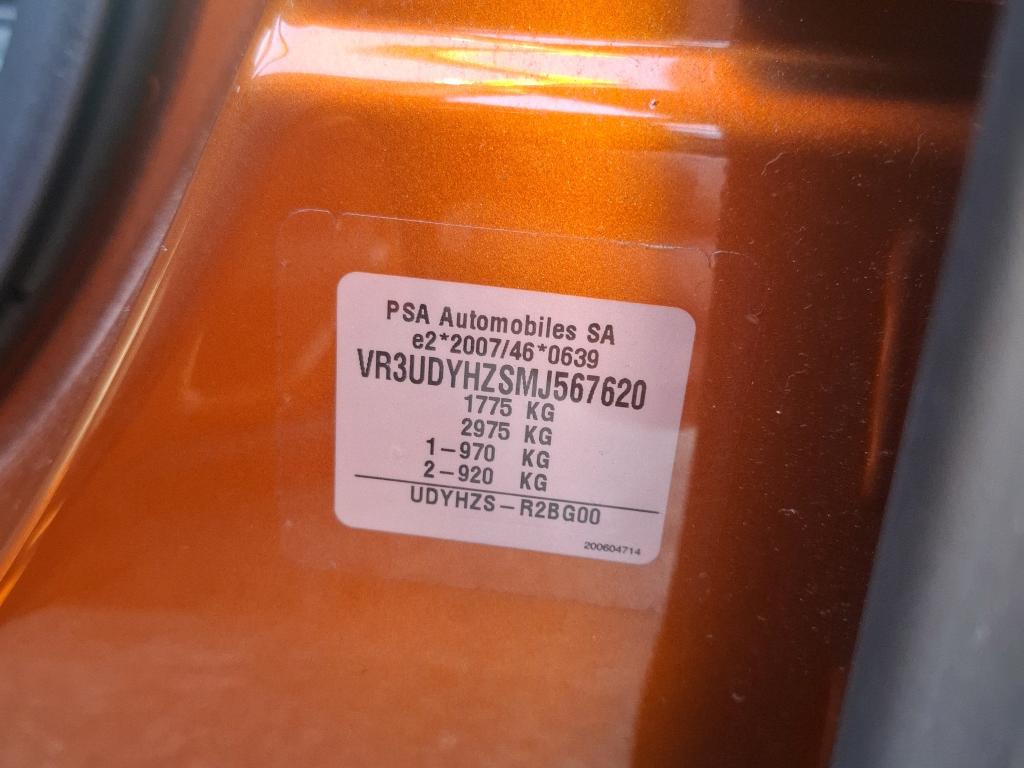 PSA Automobiles SA
e2*2007/46*0639
VR3UDYHZSMJ567620
1775 KG
2975 KG
1-970 KG
2-920 KG
UDYHZS-R2BG00
200604714